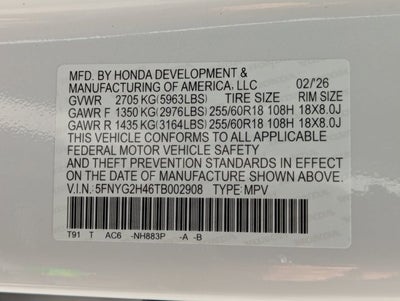 MFD. BY HONDA DEVELOPMENT &
MANUFACTURING OF AMERICA, LLC 02/'26
GVWR 2705 KG(5963LBS) TIRE SIZE RIM SIZE
GAWR F 1350 KG(2976LBS) 255/60R18 108H 18X8.0J
GAWR R 1435 KG(3164LBS) 255/60R18 108H 18X8.0J
THIS VEHICLE CONFORMS TO ALL APPLICABLE
FEDERAL MOTOR VEHICLE SAFETY
AND THEFT PREVENTION STANDARDS IN EFFECT
ON THE DATE OF MANUFACTURE SHOWN ABOVE.
V.I.N.: 5FNYG2H46TB002908 TYPE: MPV
T91 T AC6 -NH883P -A -B